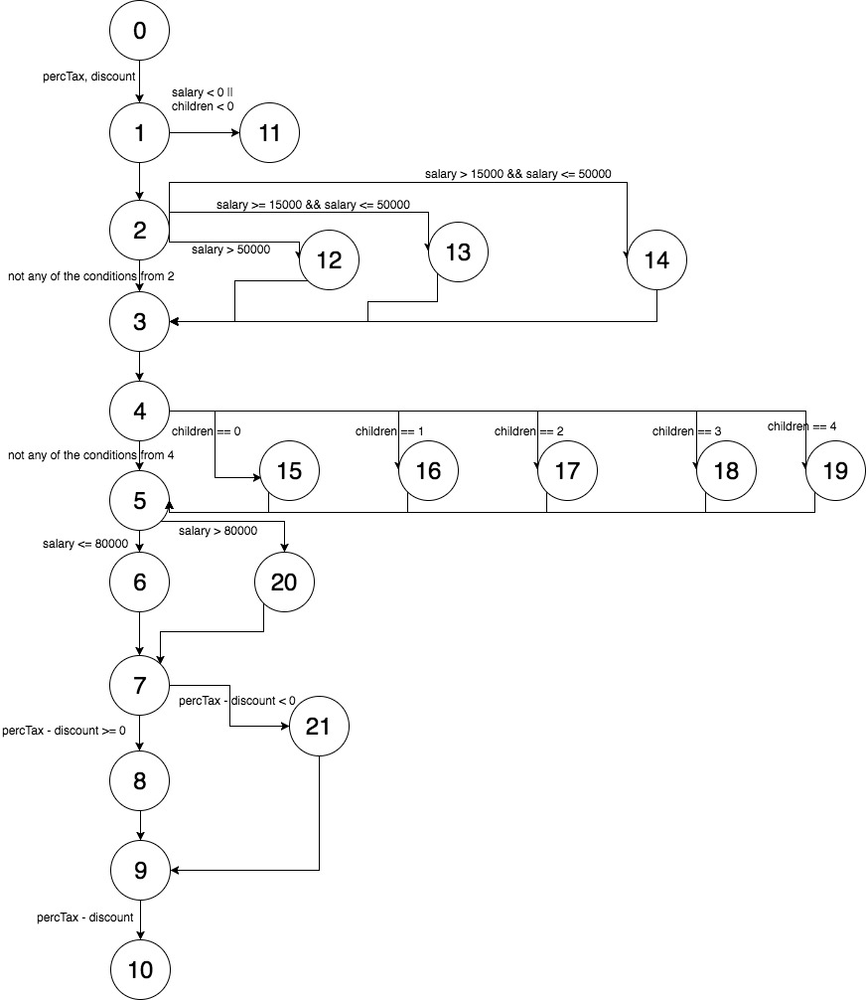 0
percTax, discount
salary < 0 ||
children < 0
1
11
salary > 15000 && salary <= 50000
salary >= 15000 && salary <= 50000
2
salary > 50000
12
13
14
not any of the conditions from 2
3
4
children == 0
children == 1
children == 2
children == 3
children == 4
not any of the conditions from 4
15
16
17
18
19
5
salary > 80000
salary <= 80000
6
20
7
percTax - discount < 0
21
percTax - discount >= 0
8
9
percTax - discount
10